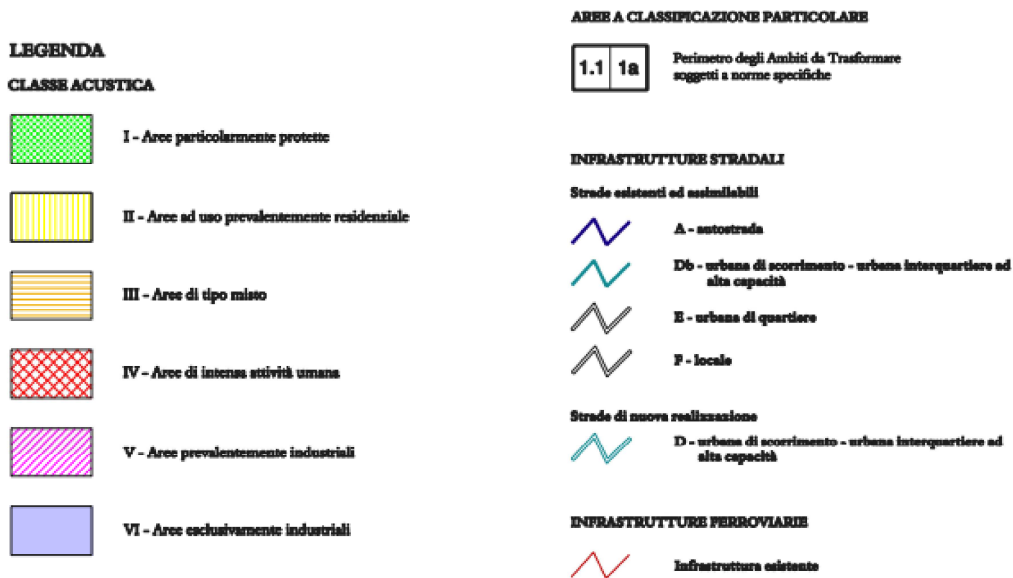 LEGENDA
CLASSE ACUSTICA
I - Aree particolarmente protette
II - Aree ad uso prevalentemente residenziale
III - Aree di tipo misto
IV - Aree di intensa attività umana
V - Aree prevalentemente industriali
VI - Aree esclusivamente industriali
AREE A CLASSIFICAZIONE PARTICOLARE
1.1 1a
Perimetro degli Ambiti da Trasformare
soggetti a norme specifiche
INFRASTRUTTURE STRADALI
Strade esistenti ed assimilabili
A - autostrada
Db - urbana di scorrimento - urbana interquartiere ad
alta capacità
E - urbana di quartiere
F - locale
Strade di nuova realizzazione
D - urbana di scorrimento - urbana interquartiere ad
alta capacità
INFRASTRUTTURE FERROVIARIE
Infrastruttura esistente